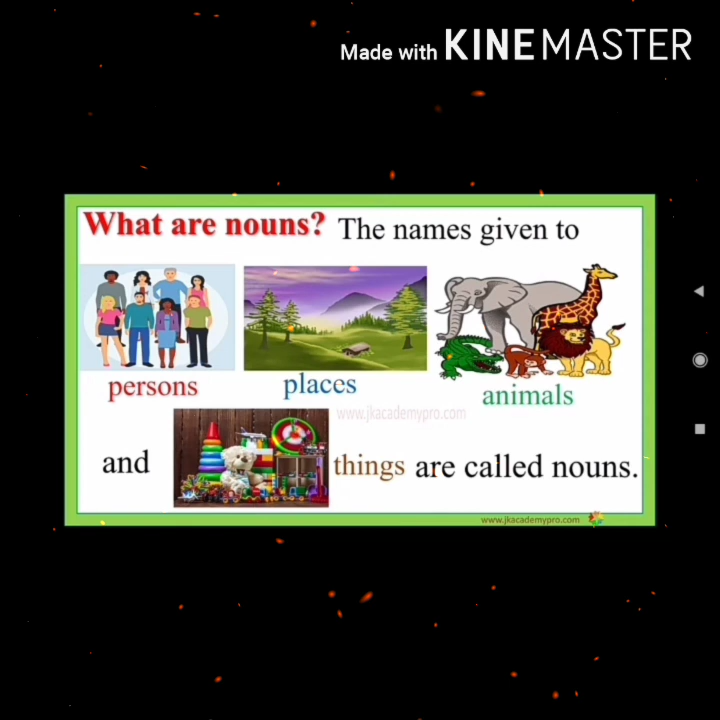 Made with KINEMASTER
What are nouns? The names given to
persons places animals
www.jkacademypro.com
and things are called nouns.
www.jkacademypro.com